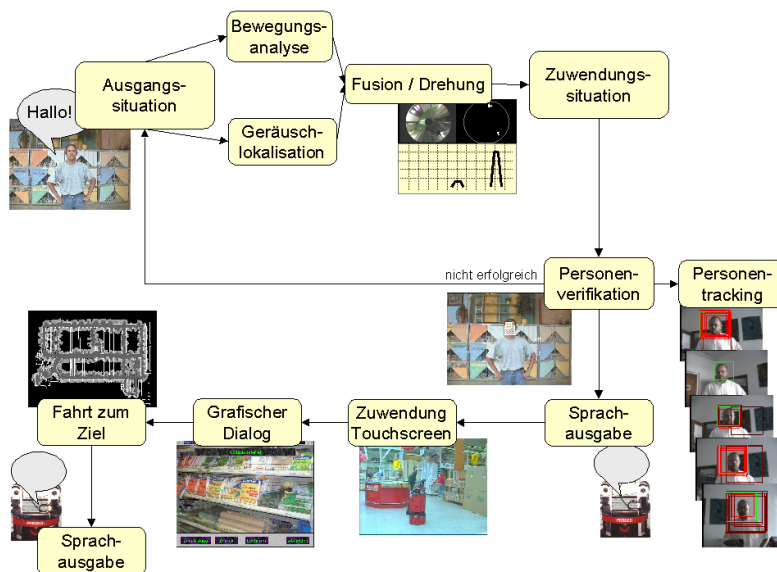 Bewegungs-
analyse
Ausgangs-
situation
Hallo!
Geräusch-
lokalisation
Fusion / Drehung
Zuwendungs-
situation
nicht erfolgreich
Personen-
verifikation
Personen-
tracking
Fahrt zum
Ziel
Grafischer
Dialog
Zuwendung
Touchscreen
Sprach-
ausgabe
Sprach-
ausgabe